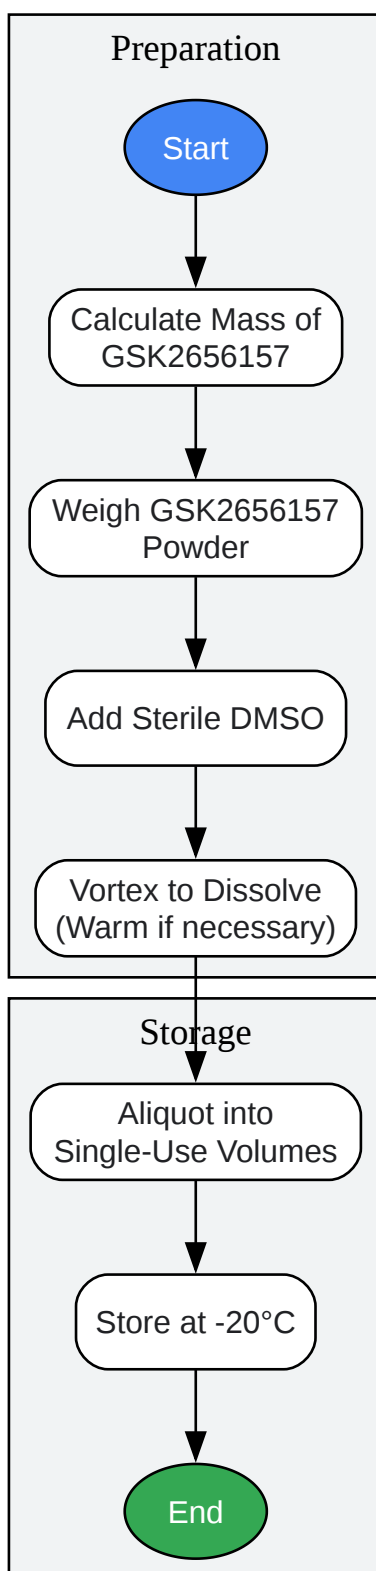 Preparation
Start
Calculate Mass of
GSK2656157
Weigh GSK2656157
Powder
Add Sterile DMSO
Vortex to Dissolve
(Warm if necessary)
Storage
Aliquot into
Single-Use Volumes
Store at -20°C
End